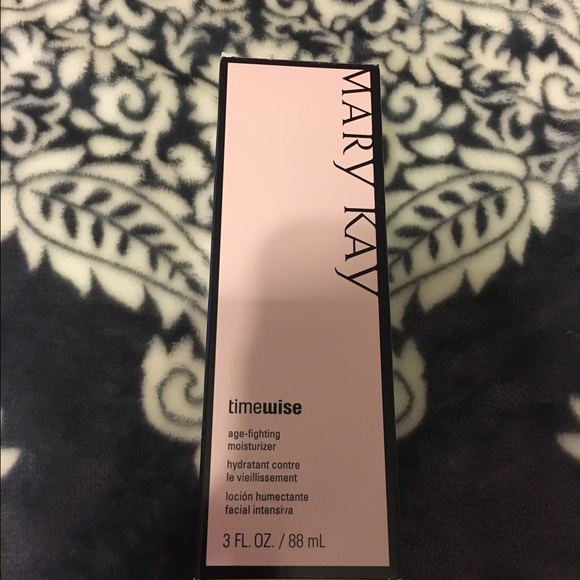 MARY KAY
timewise
age-fighting
moisturizer
hydratant contre
le vieillissement
loción humectante
facial intensiva
3 FL. OZ. / 88 mL